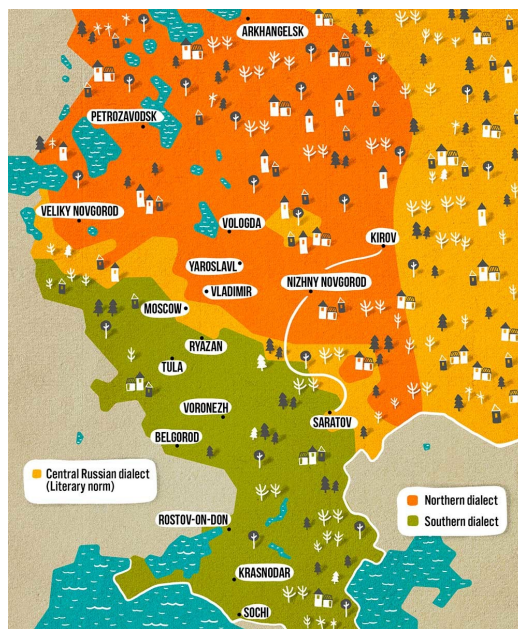 ARKHANGELSK
PETROZAVODSK
VELIKY NOVGOROD
VOLOGDA
KIROV
YAROSLAVL
NIZHNY NOVGOROD
VLADIMIR
MOSCOW
RYAZAN
TULA
VORONEZH
SARATOV
BELGOROD
Central Russian dialect
(Literary norm)
Northern dialect
Southern dialect
ROSTOV-ON-DON
KRASNODAR
SOCHI